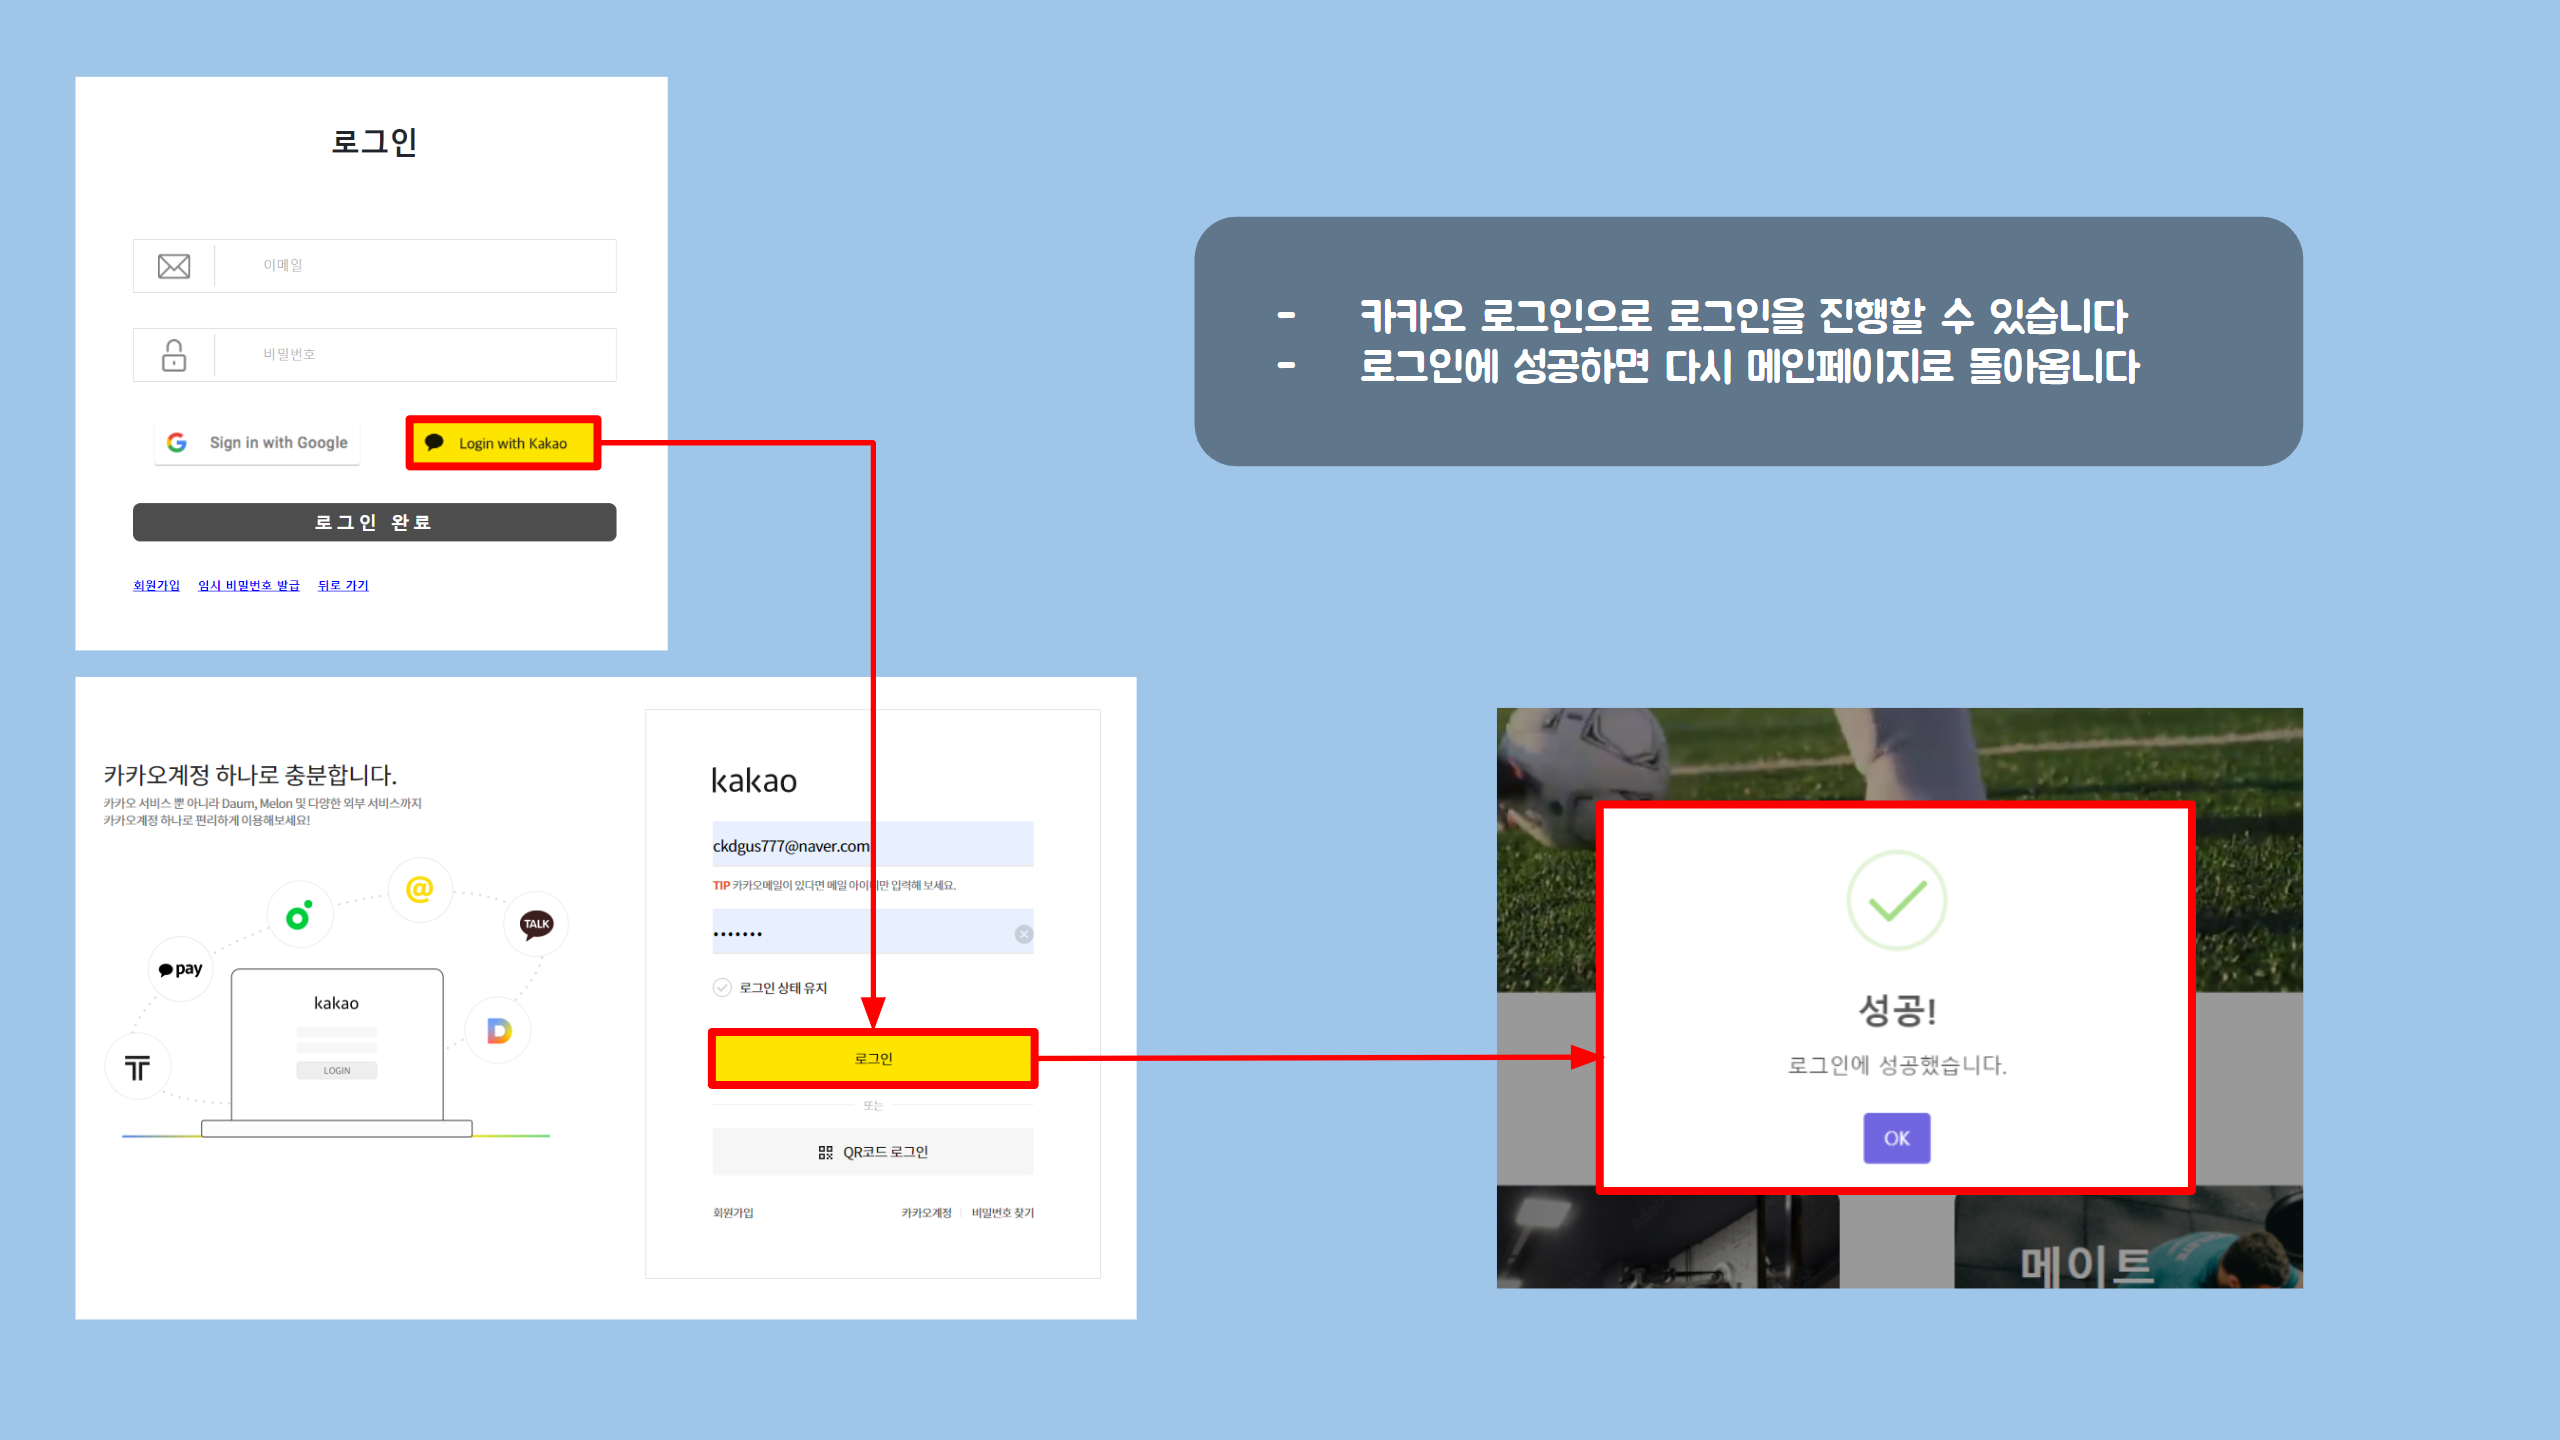 로그인
이메일
비밀번호
Sign in with Google
Login with Kakao
로그인 완료
회원가입 임시 비밀번호 발급 뒤로 가기
- 카카오 로그인으로 로그인을 진행할 수 있습니다
- 로그인에 성공하면 다시 메인페이지로 돌아옵니다
카카오계정 하나로 충분합니다.
카카오 서비스 뿐 아니라 Daum, Melon 및 다양한 외부 서비스까지
카카오계정 하나로 편리하게 이용해보세요!
@
TALK
pay
kakao
LOGIN
D
T
kakao
ckdgus777@naver.com
TIP 카카오메일이 있다면 메일 아이디만 입력해 보세요.
•••••••
로그인 상태 유지
로그인
또는
QR코드 로그인
회원가입
카카오계정 | 비밀번호 찾기
성공!
로그인에 성공했습니다.
OK
메이트